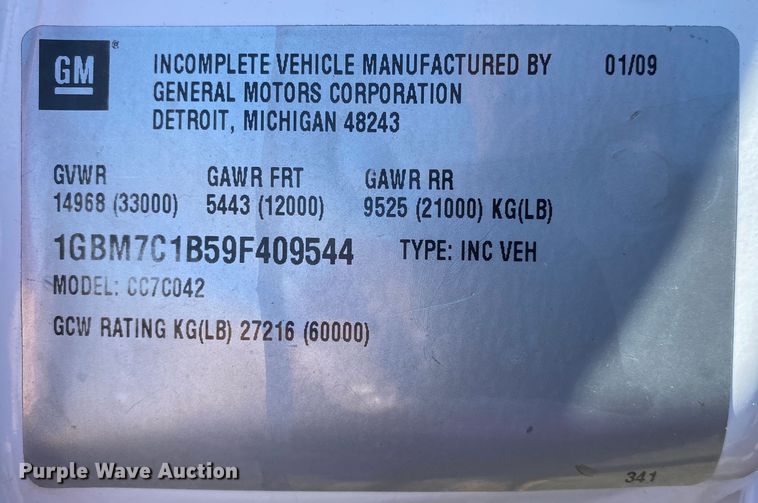 GM®
INCOMPLETE VEHICLE MANUFACTURED BY 01/09
GENERAL MOTORS CORPORATION
DETROIT, MICHIGAN 48243
GVWR GAWR FRT GAWR RR
14968 (33000) 5443 (12000) 9525 (21000) KG(LB)
1GBM7C1B59F409544 TYPE: INC VEH
MODEL: CC7C042
GCW RATING KG(LB) 27216 (60000)
Purple Wave Auction
341